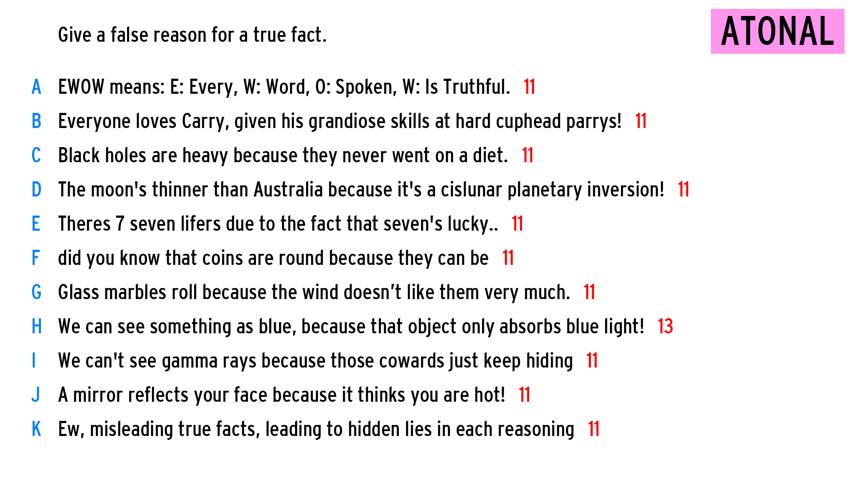 Give a false reason for a true fact.
ATONAL
A EWOW means: E: Every, W: Word, O: Spoken, W: Is Truthful. 11
B Everyone loves Carry, given his grandiose skills at hard cuphead parrys! 11
C Black holes are heavy because they never went on a diet. 11
D The moon's thinner than Australia because it's a cislunar planetary inversion! 11
E Theres 7 seven lifers due to the fact that seven's lucky.. 11
F did you know that coins are round because they can be 11
G Glass marbles roll because the wind doesn’t like them very much. 11
H We can see something as blue, because that object only absorbs blue light! 13
I We can't see gamma rays because those cowards just keep hiding 11
J A mirror reflects your face because it thinks you are hot! 11
K Ew, misleading true facts, leading to hidden lies in each reasoning 11